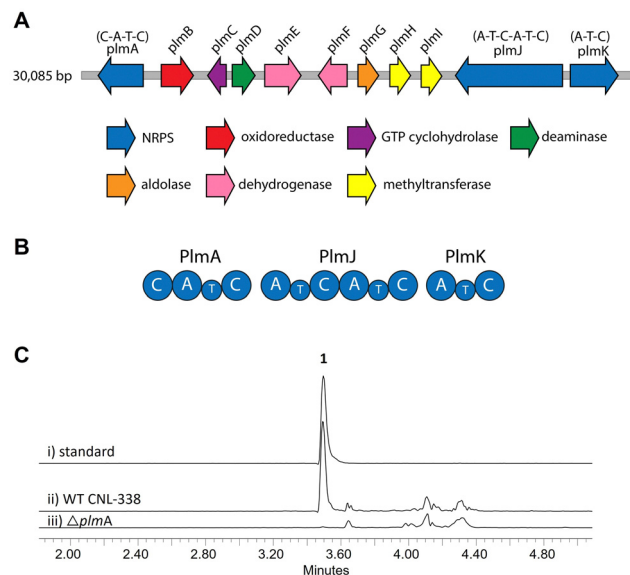 A
(C-A-T-C) plmA plmB plmC plmD plmE plmF plmG plmH plmI (A-T-C-A-T-C) plmJ (A-T-C) plmK
30,085 bp
NRPS oxidoreductase GTP cyclohydrolase deaminase
aldolase dehydrogenase methyltransferase
B
PlmA PlmJ PlmK
C A T C A T C A T C A T C
C
1
i) standard
ii) WT CNL-338
iii) △plmA
2.00 2.40 2.80 3.20 3.60 4.00 4.40 4.80
Minutes